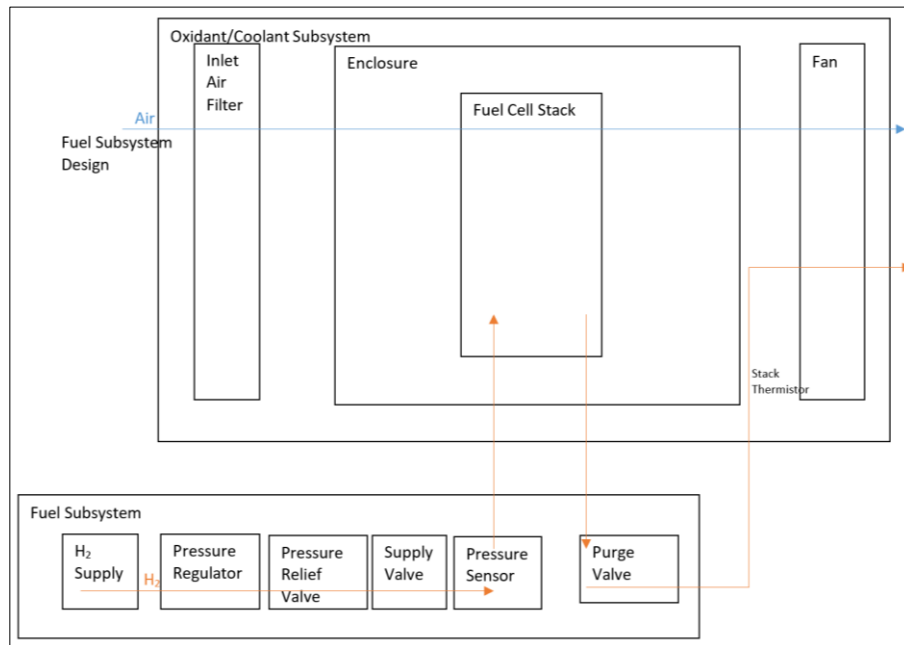 Oxidant/Coolant Subsystem
Inlet
Air
Filter
Enclosure
Fan
Fuel Cell Stack
Air
Fuel Subsystem
Design
Stack
Thermistor
Fuel Subsystem
H₂
Supply
Pressure
Regulator
Pressure
Relief
Valve
Supply
Valve
Pressure
Sensor
Purge
Valve
H₂